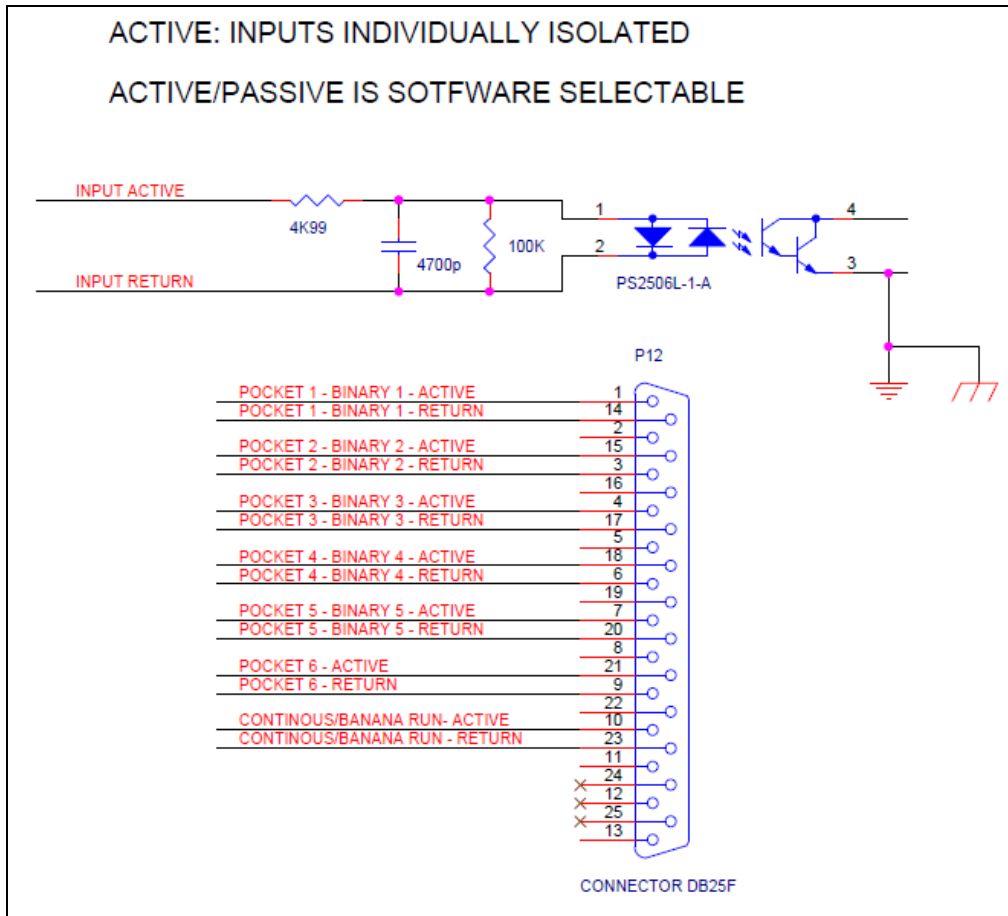 ACTIVE: INPUTS INDIVIDUALLY ISOLATED
ACTIVE/PASSIVE IS SOTFWARE SELECTABLE
INPUT ACTIVE
4K99
4700p
100K
INPUT RETURN
1
2
4
3
PS2506L-1-A
P12
POCKET 1 - BINARY 1 - ACTIVE 1
POCKET 1 - BINARY 1 - RETURN 14
2
POCKET 2 - BINARY 2 - ACTIVE 15
POCKET 2 - BINARY 2 - RETURN 3
16
POCKET 3 - BINARY 3 - ACTIVE 4
POCKET 3 - BINARY 3 - RETURN 17
5
POCKET 4 - BINARY 4 - ACTIVE 18
POCKET 4 - BINARY 4 - RETURN 6
19
POCKET 5 - BINARY 5 - ACTIVE 7
POCKET 5 - BINARY 5 - RETURN 20
8
POCKET 6 - ACTIVE 21
POCKET 6 - RETURN 9
22
CONTINOUS/BANANA RUN- ACTIVE 10
CONTINOUS/BANANA RUN - RETURN 23
11
24
12
25
13
CONNECTOR DB25F